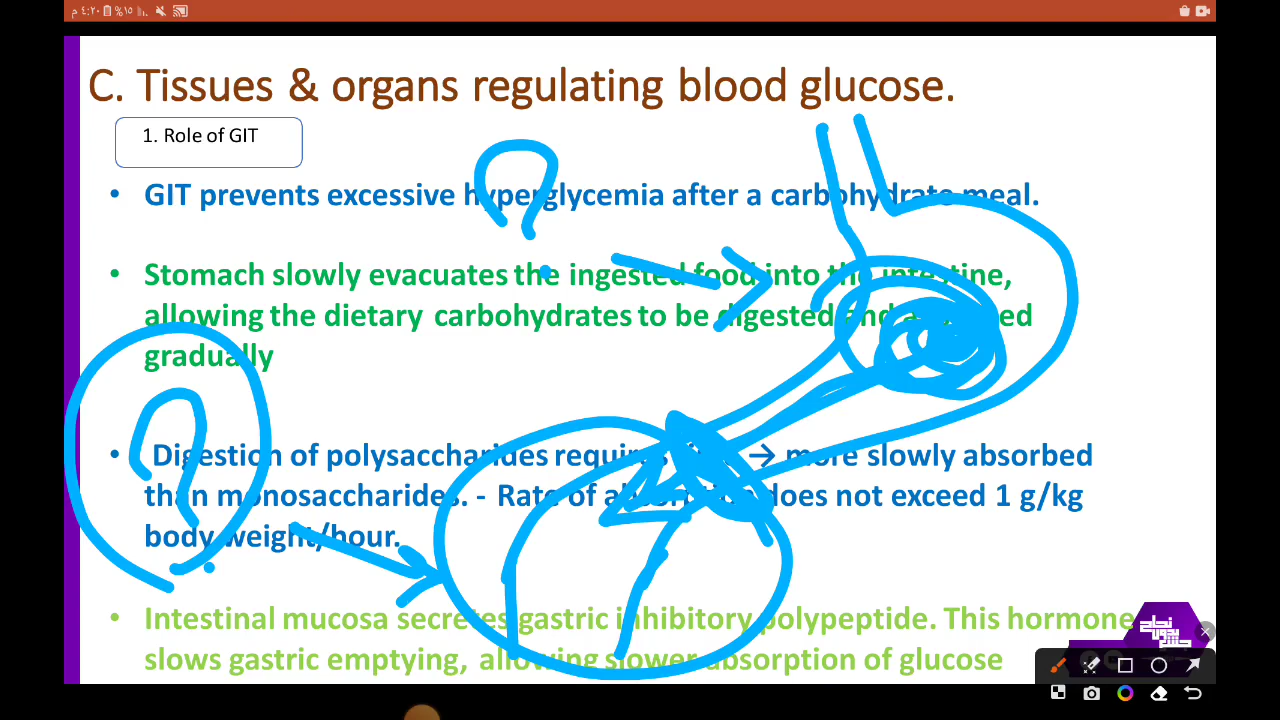 م ٤:٢٠ %١٥
C. Tissues & organs regulating blood glucose.
1. Role of GIT
• GIT prevents excessive hyperglycemia after a carbohydrate meal.
• Stomach slowly evacuates the ingested food into the intestine,
allowing the dietary carbohydrates to be digested and
gradually
• Digestion of polysaccharides requires → more slowly absorbed
than monosaccharides. - Rate of absorption does not exceed 1 g/kg
body weight/hour.
• Intestinal mucosa secretes gastric inhibitory polypeptide. This hormone
slows gastric emptying, allowing slower absorption of glucose